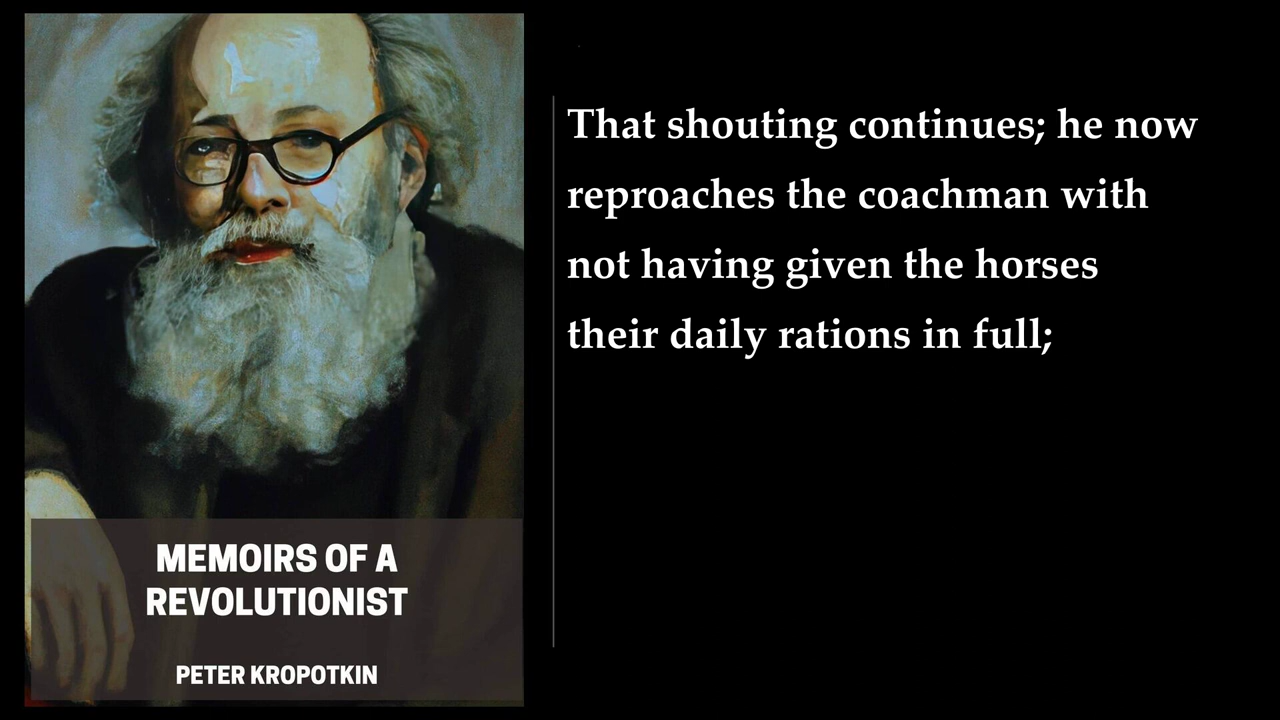 That shouting continues; he now
reproaches the coachman with
not having given the horses
their daily rations in full;
MEMOIRS OF A
REVOLUTIONIST
PETER KROPOTKIN